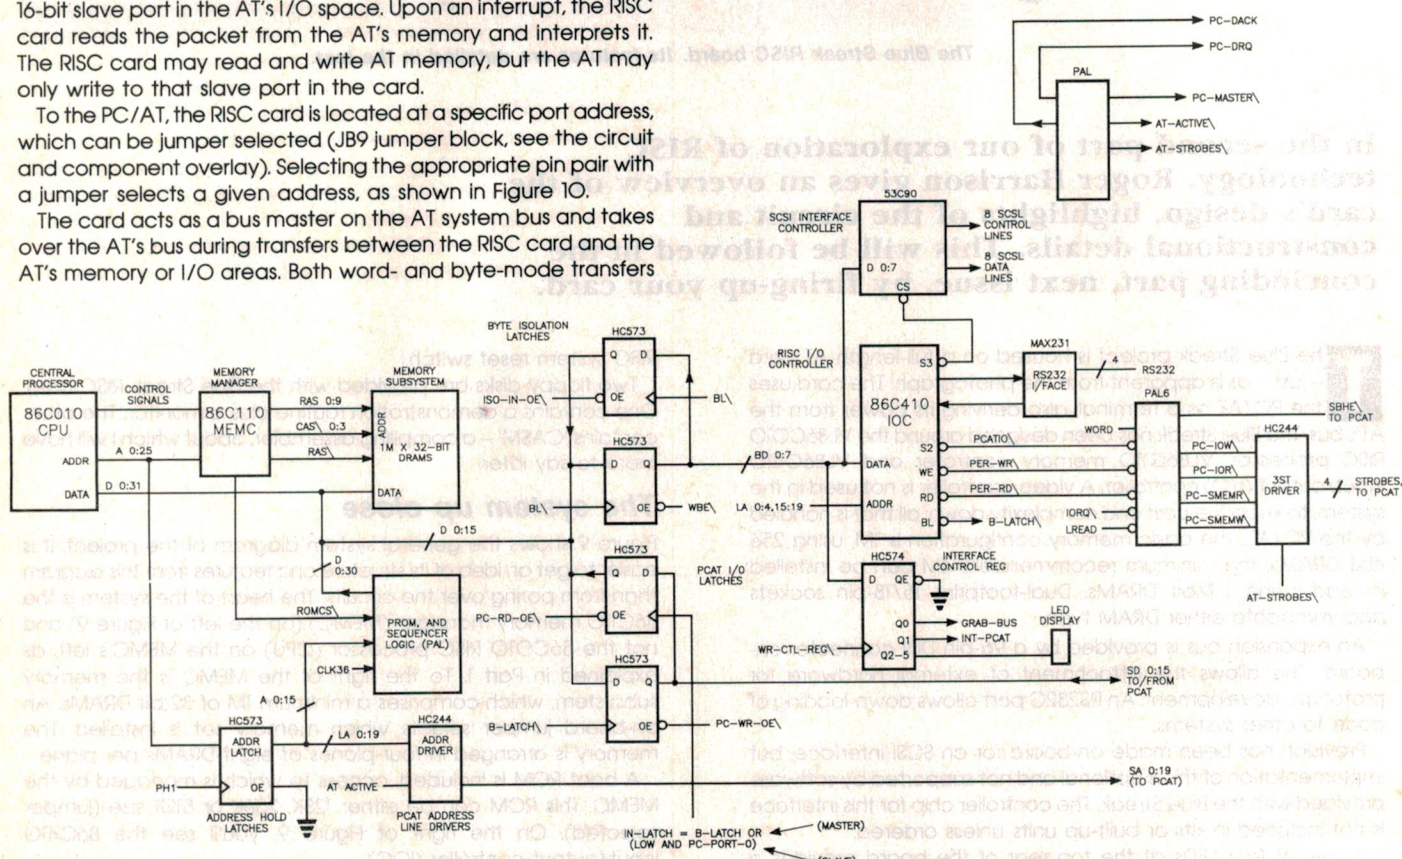 16-bit slave port in the AT's I/O space. Upon an interrupt, the RISC
card reads the packet from the AT's memory and interprets it.
The RISC card may read and write AT memory, but the AT may
only write to that slave port in the card.
To the PC/AT, the RISC card is located at a specific port address,
which can be jumper selected (JB9 jumper block, see the circuit
and component overlay). Selecting the appropriate pin pair with
a jumper selects a given address, as shown in Figure 10.
The card acts as a bus master on the AT system bus and takes
over the AT's bus during transfers between the RISC card and the
AT's memory or I/O areas. Both word- and byte-mode transfers
PC-DACK
PC-DRQ
PAL
PC-MASTER\
AT-ACTIVE\
AT-STROBES\
53C90
SCSI INTERFACE
CONTROLLER
8 SCSL
CONTROL
LINES
8 SCSL
DATA
LINES
D 0:7
CS
CENTRAL
PROCESSOR
86C010
CPU
ADDR
DATA
CONTROL
SIGNALS
A 0:25
D 0:31
MEMORY
MANAGER
86C110
MEMC
RAS 0:9
CAS\ 0:3
RAS\
MEMORY
SUBSYSTEM
ADDR
1M X 32-BIT
DRAMS
DATA
BYTE ISOLATION
LATCHES
HC573
Q D
OE
ISO-IN-OE\
BL\
HC573
D Q
OE
BL\
WBE\
BD 0:7
LA 0:4,15:19
D 0:15
D
0:30
ROMCS\
PROM, AND
SEQUENCER
LOGIC (PAL)
CLK36
HC573
Q D
OE
PC-RD-OE\
PCAT I/O
LATCHES
HC573
D Q
OE
B-LATCH\
PC-WR-OE\
RISC I/O
CONTROLLER
86C410
IOC
S3
S2
WE
RD
BL
DATA
ADDR
PCATIO\
PER-WR\
PER-RD\
B-LATCH\
MAX231
RS232
I/FACE
4
RS232
PAL6
WORD
IORQ\
LREAD
PC-IOW\
PC-IOR\
PC-SMEMR\
PC-SMEMW\
SBHE\
TO PCAT
HC244
3ST
DRIVER
4
STROBES,
TO PCAT
AT-STROBES\
HC574
INTERFACE
CONTROL REG
D QE
Q0
Q1
Q2-5
GRAB-BUS
INT-PCAT
WR-CTL-REG\
LED
DISPLAY
SD 0:15
TO/FROM
PCAT
A 0:15
HC573
ADDR
LATCH
OE
PH1
ADDRESS HOLD
LATCHES
LA 0:19
HC244
ADDR
DRIVER
AT ACTIVE
PCAT ADDRESS
LINE DRIVERS
SA 0:19
(TO PCAT)
IN-LATCH = B-LATCH OR
(LOW AND PC-PORT-0)
(MASTER)